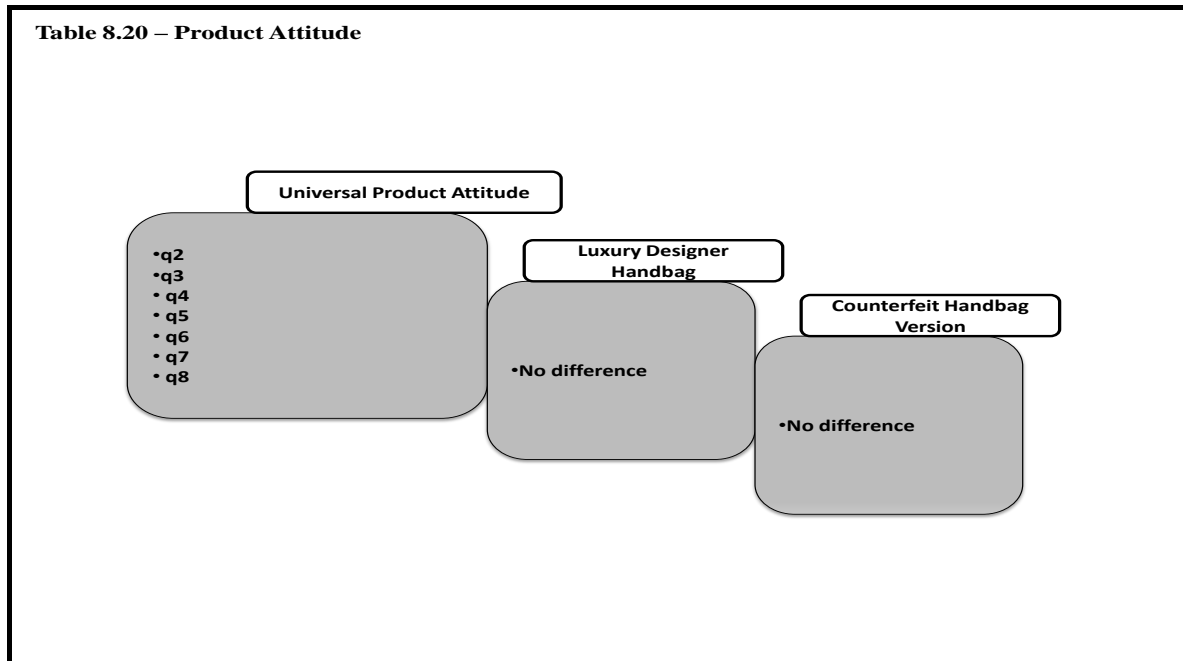 Table 8.20 – Product Attitude
Universal Product Attitude
•q2
•q3
• q4
• q5
• q6
• q7
• q8
Luxury Designer
Handbag
•No difference
Counterfeit Handbag
Version
•No difference